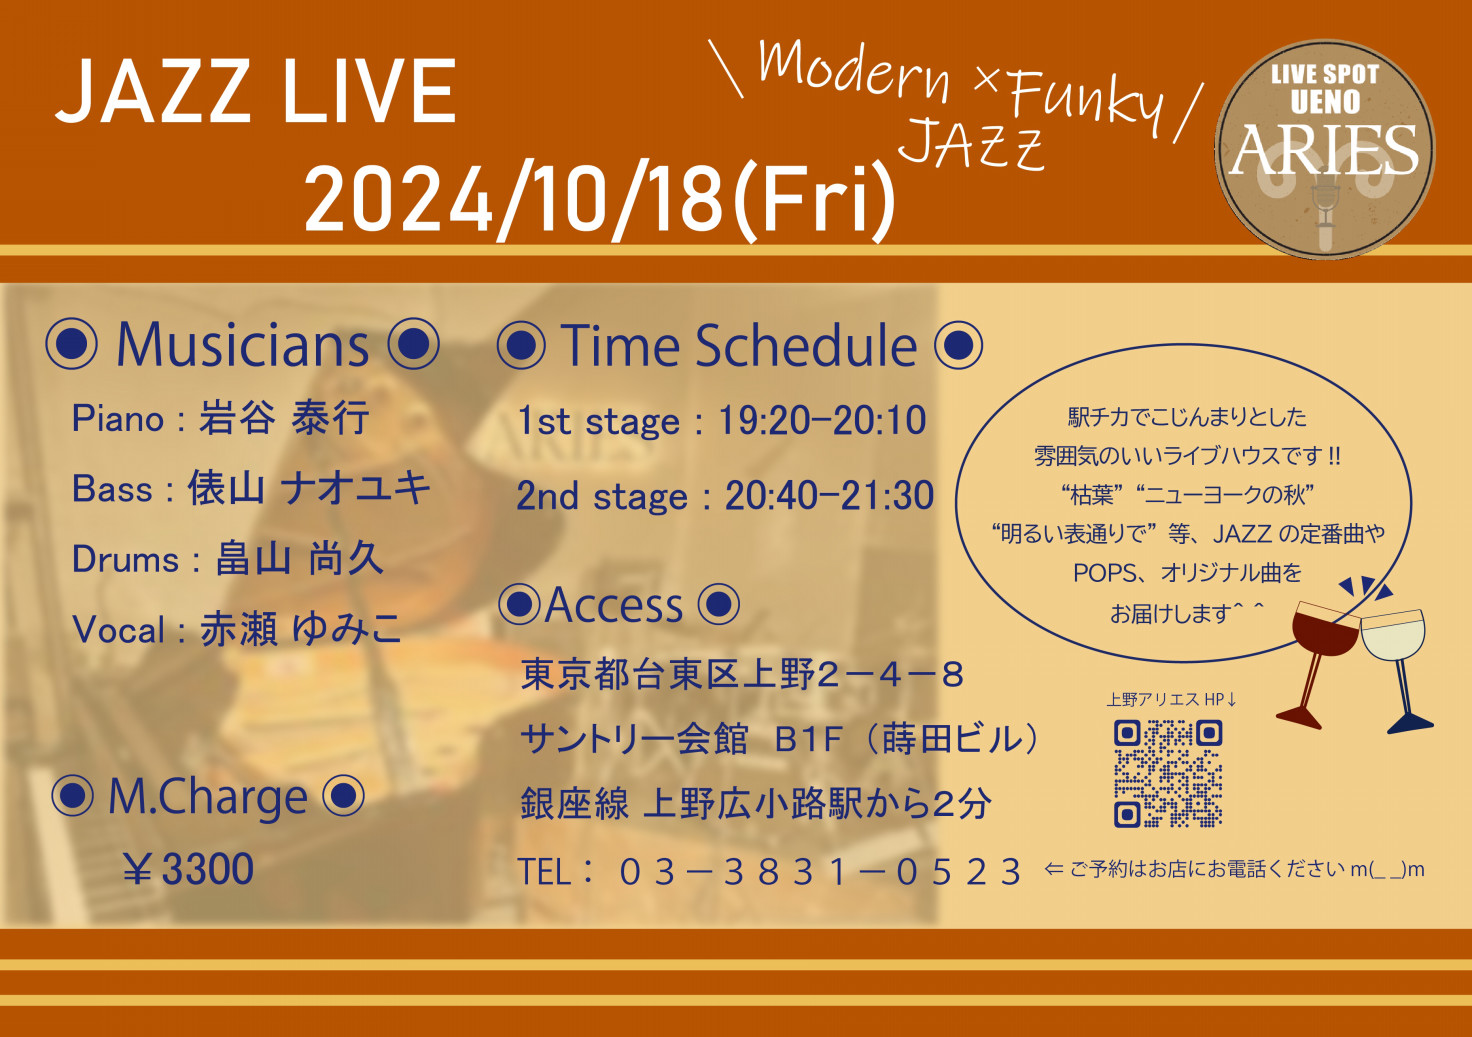 JAZZ LIVE
2024/10/18(Fri)
\ Modern × Funky /
JAZZ
LIVE SPOT
UENO
ARIES
◉ Musicians ◉
Piano : 岩谷 泰行
Bass : 俵山 ナオユキ
Drums : 畠山 尚久
Vocal : 赤瀬 ゆみこ
◉ M.Charge ◉
¥3300
◉ Time Schedule ◉
1st stage : 19:20-20:10
2nd stage : 20:40-21:30
◉ Access ◉
東京都台東区上野2－4－8
サントリー会館 B1F（蒔田ビル）
銀座線 上野広小路駅から2分
TEL： 03－3831－0523 ⇐ご予約はお店にお電話くださいm(_ _)m
駅チカでこじんまりとした
雰囲気のいいライブハウスです!!
“枯葉” “ニューヨークの秋”
“明るい表通りで” 等、JAZZの定番曲や
POPS、オリジナル曲を
お届けします^ ^
上野アリエスHP↓
ARIES